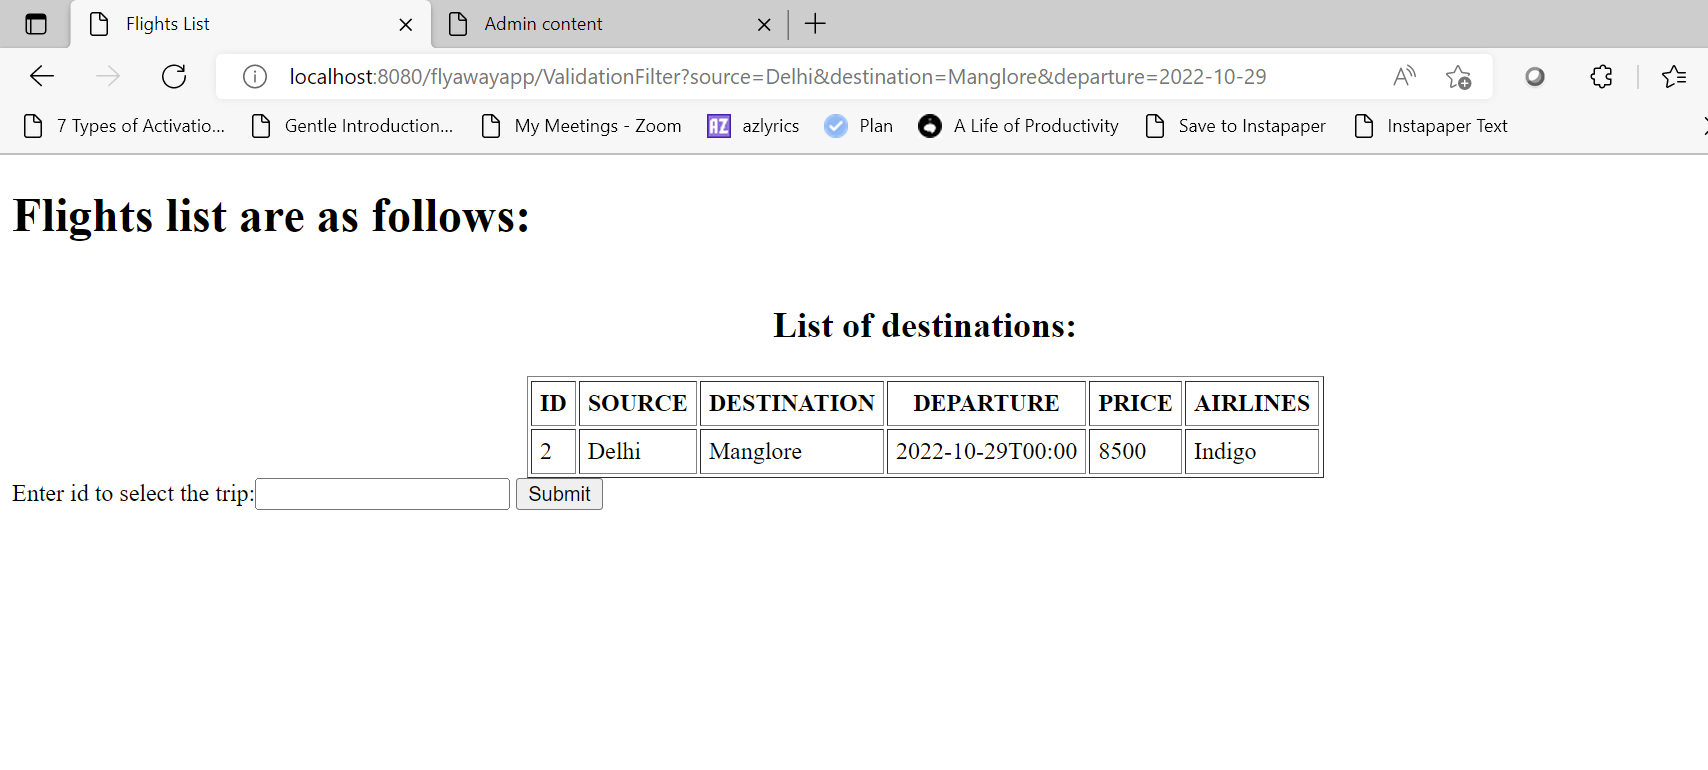 Flights List Admin content
localhost:8080/flyawayapp/ValidationFilter?source=Delhi&destination=Manglore&departure=2022-10-29
7 Types of Activatio... Gentle Introduction... My Meetings - Zoom AZ azlyrics Plan A Life of Productivity Save to Instapaper Instapaper Text
Flights list are as follows:
List of destinations:
ID SOURCE DESTINATION DEPARTURE PRICE AIRLINES
2 Delhi Manglore 2022-10-29T00:00 8500 Indigo
Enter id to select the trip: Submit